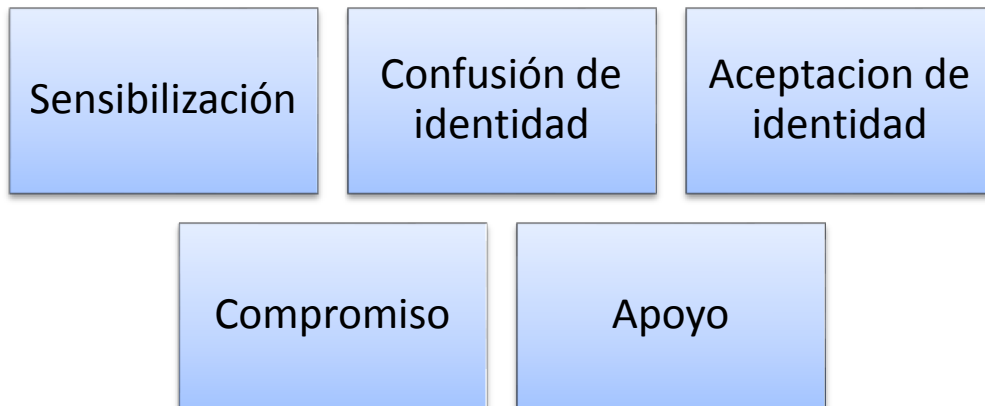 Sensibilización
Confusión de
identidad
Aceptacion de
identidad
Compromiso
Apoyo